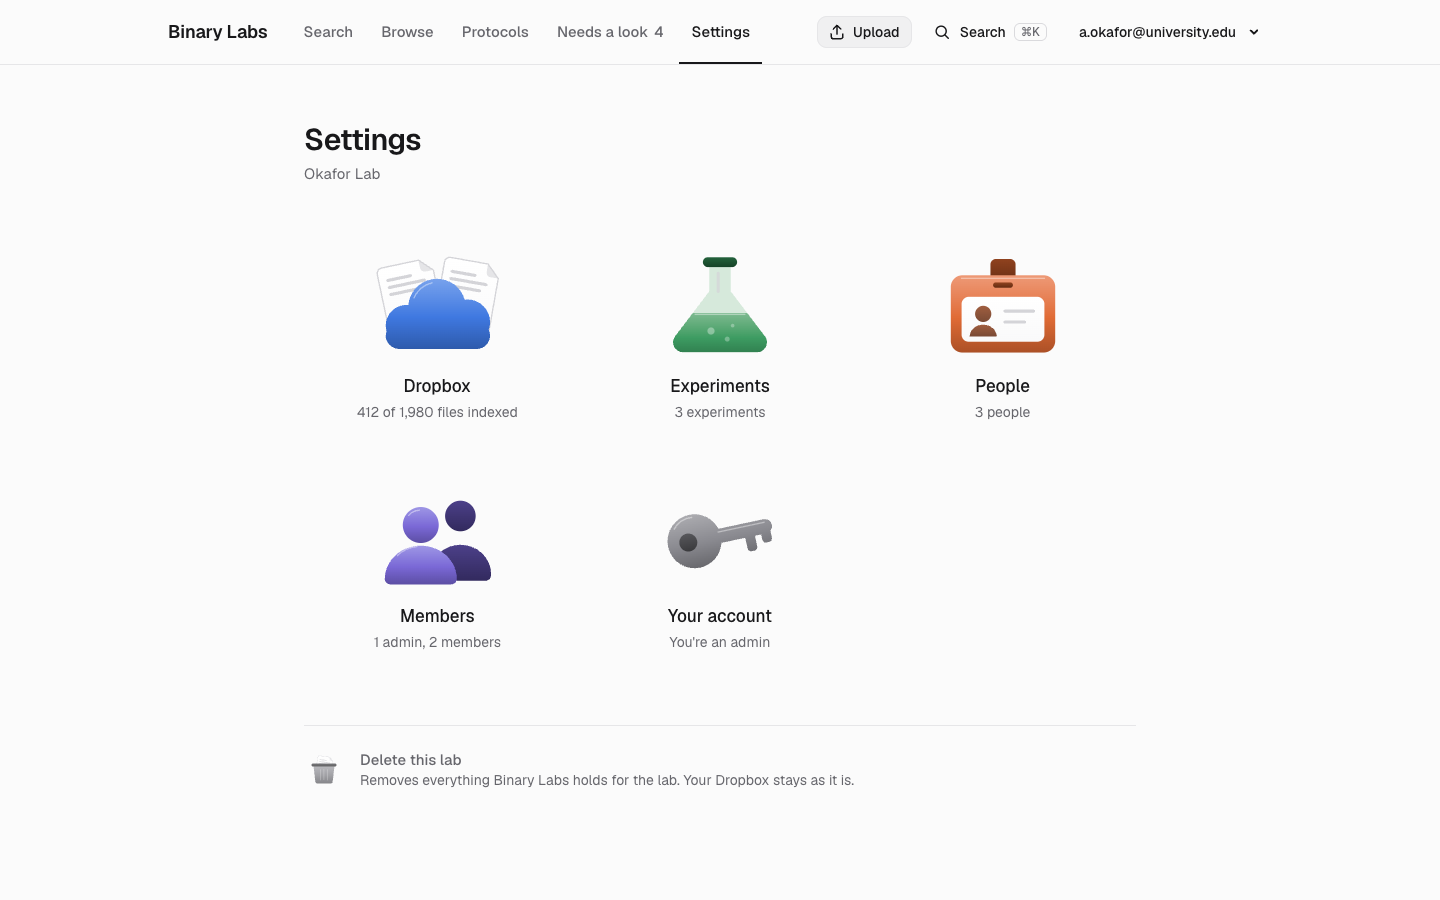 Binary Labs
Search
Browse
Protocols
Needs a look 4
Settings
Upload
Search ⌘K
a.okafor@university.edu
Settings
Okafor Lab
Dropbox
412 of 1,980 files indexed
Experiments
3 experiments
People
3 people
Members
1 admin, 2 members
Your account
You're an admin
Delete this lab
Removes everything Binary Labs holds for the lab. Your Dropbox stays as it is.